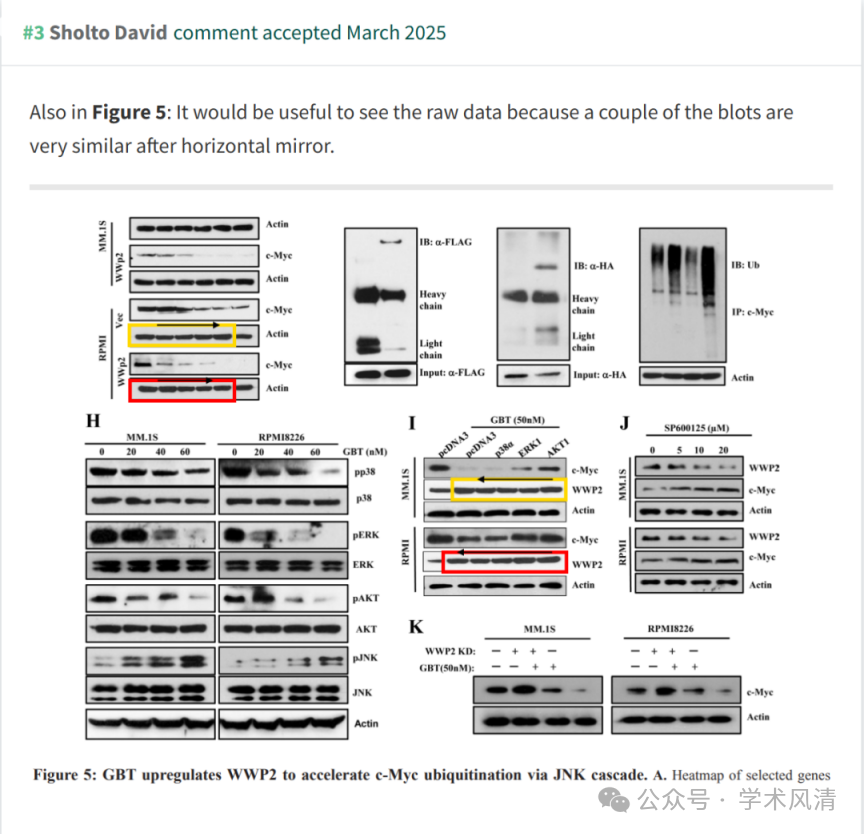 #3 Sholto David comment accepted March 2025
Also in Figure 5: It would be useful to see the raw data because a couple of the blots are
very similar after horizontal mirror.
MM.1S
Actin
WWp2
c-Myc
Actin
RPMI
Vec
c-Myc
Actin
WWp2
c-Myc
Actin
IB: α-FLAG
Heavy
chain
Light
chain
Input: α-FLAG
IB: α-HA
Heavy
chain
Light
chain
Input: α-HA
IB: Ub
IP: c-Myc
Actin
H
MM.1S RPMI8226
0 20 40 60 0 20 40 60 GBT (nM)
pp38
p38
pERK
ERK
pAKT
AKT
pJNK
JNK
Actin
I
GBT (50nM)
pcDNA3 pcDNA3 p38α ERK1 AKT1
MM.1S
c-Myc
WWP2
Actin
RPMI
c-Myc
WWP2
Actin
J
SP600125 (μM)
0 5 10 20
MM.1S
WWP2
c-Myc
Actin
RPMI
WWP2
c-Myc
Actin
K
MM.1S RPMI8226
WWP2 KD: − + + − − + + −
GBT(50nM): − − + + − − + +
c-Myc
Actin
Figure 5: GBT upregulates WWP2 to accelerate c-Myc ubiquitination via JNK cascade. A. Heatmap of selected genes
公众号 · 学术风清